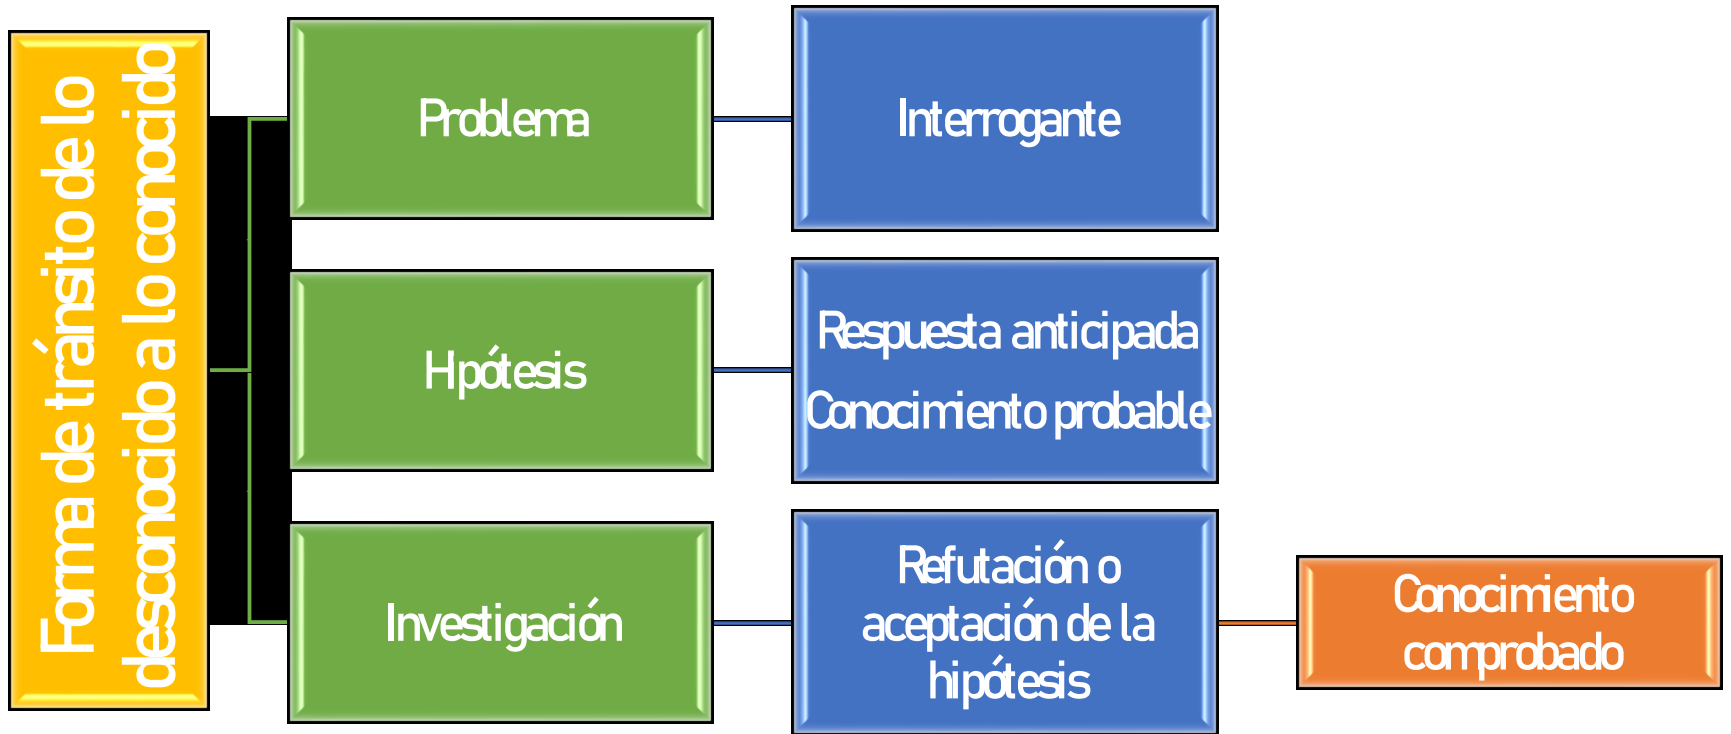 Forma de tránsito de lo
desconocido a lo conocido
Problema
Interrogante
Hipótesis
Respuesta anticipada
Conocimiento probable
Investigación
Refutación o
aceptación de la
hipótesis
Conocimiento
comprobado